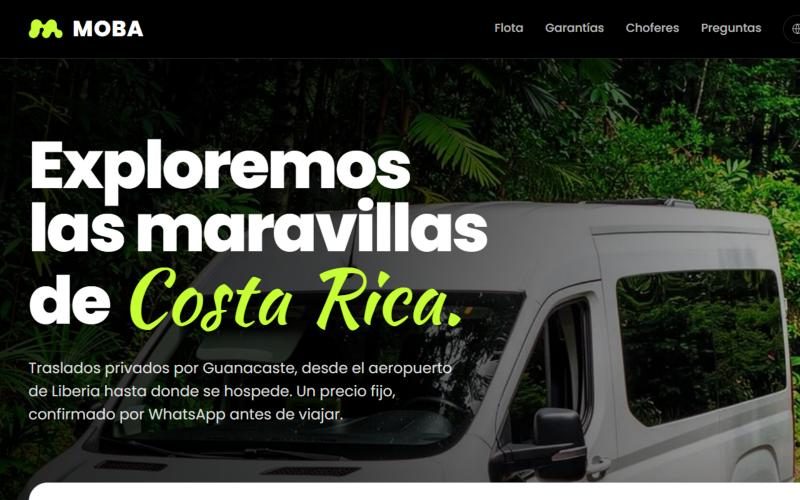 MOBA
Flota Garantías Choferes Preguntas
Exploremos
las maravillas
de Costa Rica.
Traslados privados por Guanacaste, desde el aeropuerto
de Liberia hasta donde se hospede. Un precio fijo,
confirmado por WhatsApp antes de viajar.